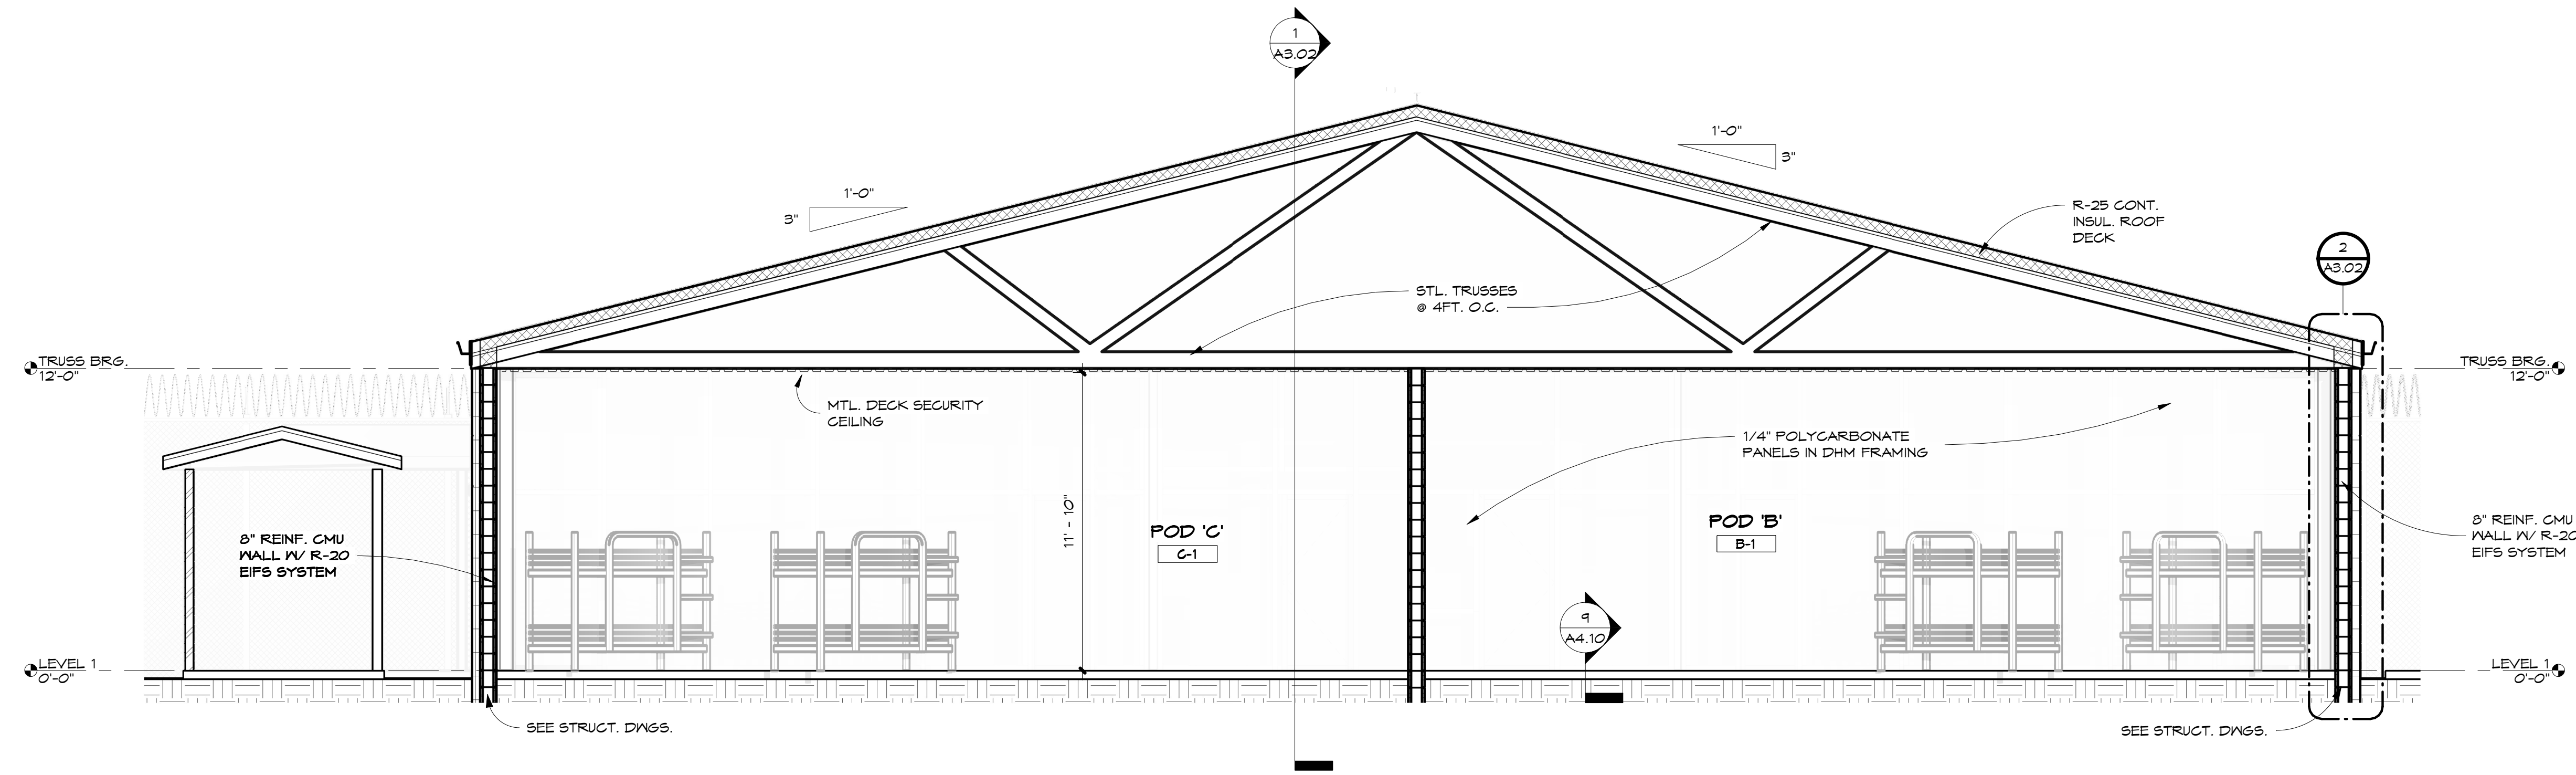 1
A3.02
1'-0"
3"
1'-0"
3"
R-25 CONT.
INSUL. ROOF
DECK
2
A3.02
STL. TRUSSES
@ 4FT. O.C.
TRUSS BRG.
12'-0"
TRUSS BRG.
12'-0"
MTL. DECK SECURITY
CEILING
1/4" POLYCARBONATE
PANELS IN DHM FRAMING
11' - 10"
8" REINF. CMU
WALL W/ R-20
EIFS SYSTEM
POD 'C'
C-1
POD 'B'
B-1
8" REINF. CMU
WALL W/ R-20
EIFS SYSTEM
9
A4.10
LEVEL 1
0'-0"
LEVEL 1
0'-0"
SEE STRUCT. DWGS.
SEE STRUCT. DWGS.